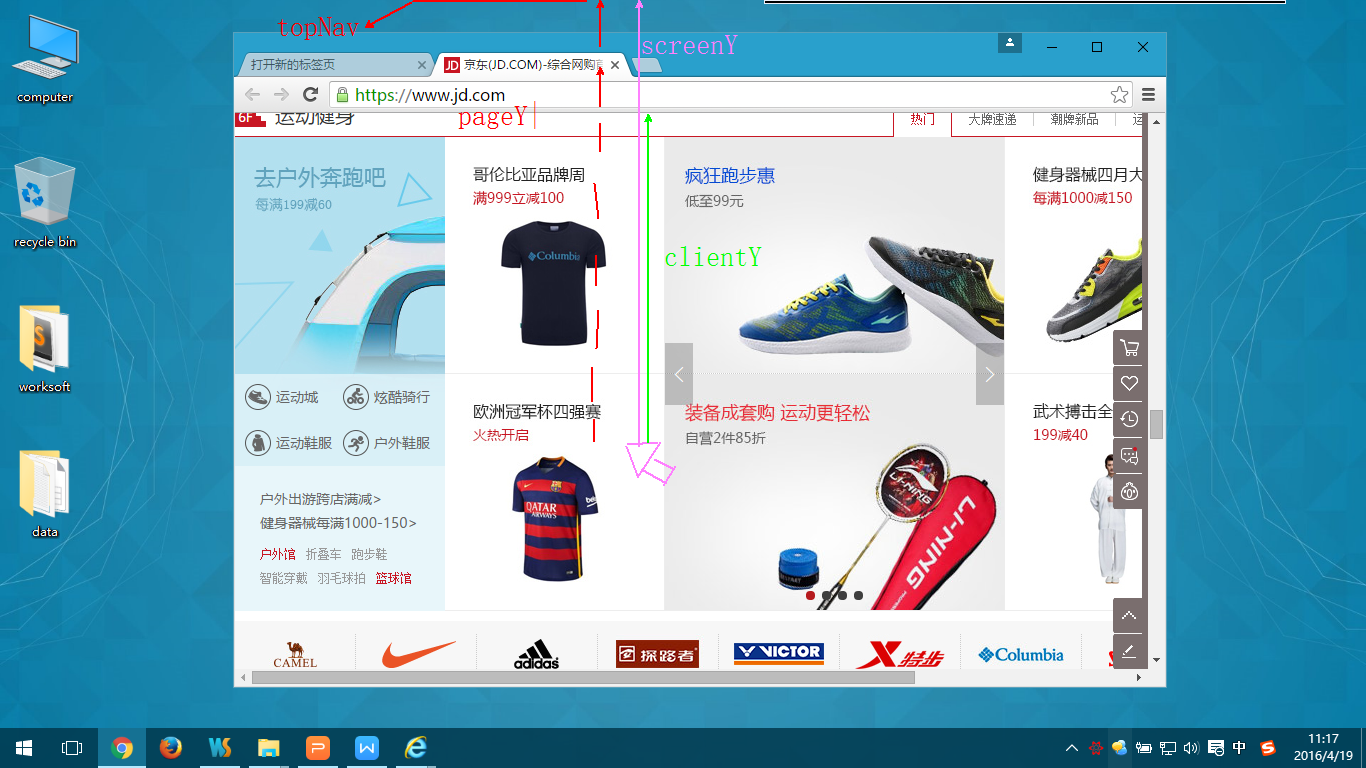 topNav
screenY
打开新的标签页
京东(JD.COM)-综合网购
https://www.jd.com
pageY
computer
6F 运动健身
热门
大牌速递
潮牌新品
运
去户外奔跑吧
每满199减60
哥伦比亚品牌周
满999立减100
Columbia
疯狂跑步惠
低至99元
健身器械四月大
每满1000减150
clientY
recycle bin
worksoft
运动城
炫酷骑行
运动鞋服
户外鞋服
欧洲冠军杯四强赛
火热开启
QATAR
AIRWAYS
beko
装备成套购 运动更轻松
自营2件85折
LI-NING
LI-NING
武术搏击全
199减40
户外出游跨店满减>
健身器械每满1000-150>
户外馆 折叠车 跑步鞋
智能穿戴 羽毛球拍 篮球馆
data
CAMEL
adidas
探路者
VICTOR
特步
Columbia
11:17
中
2016/4/19